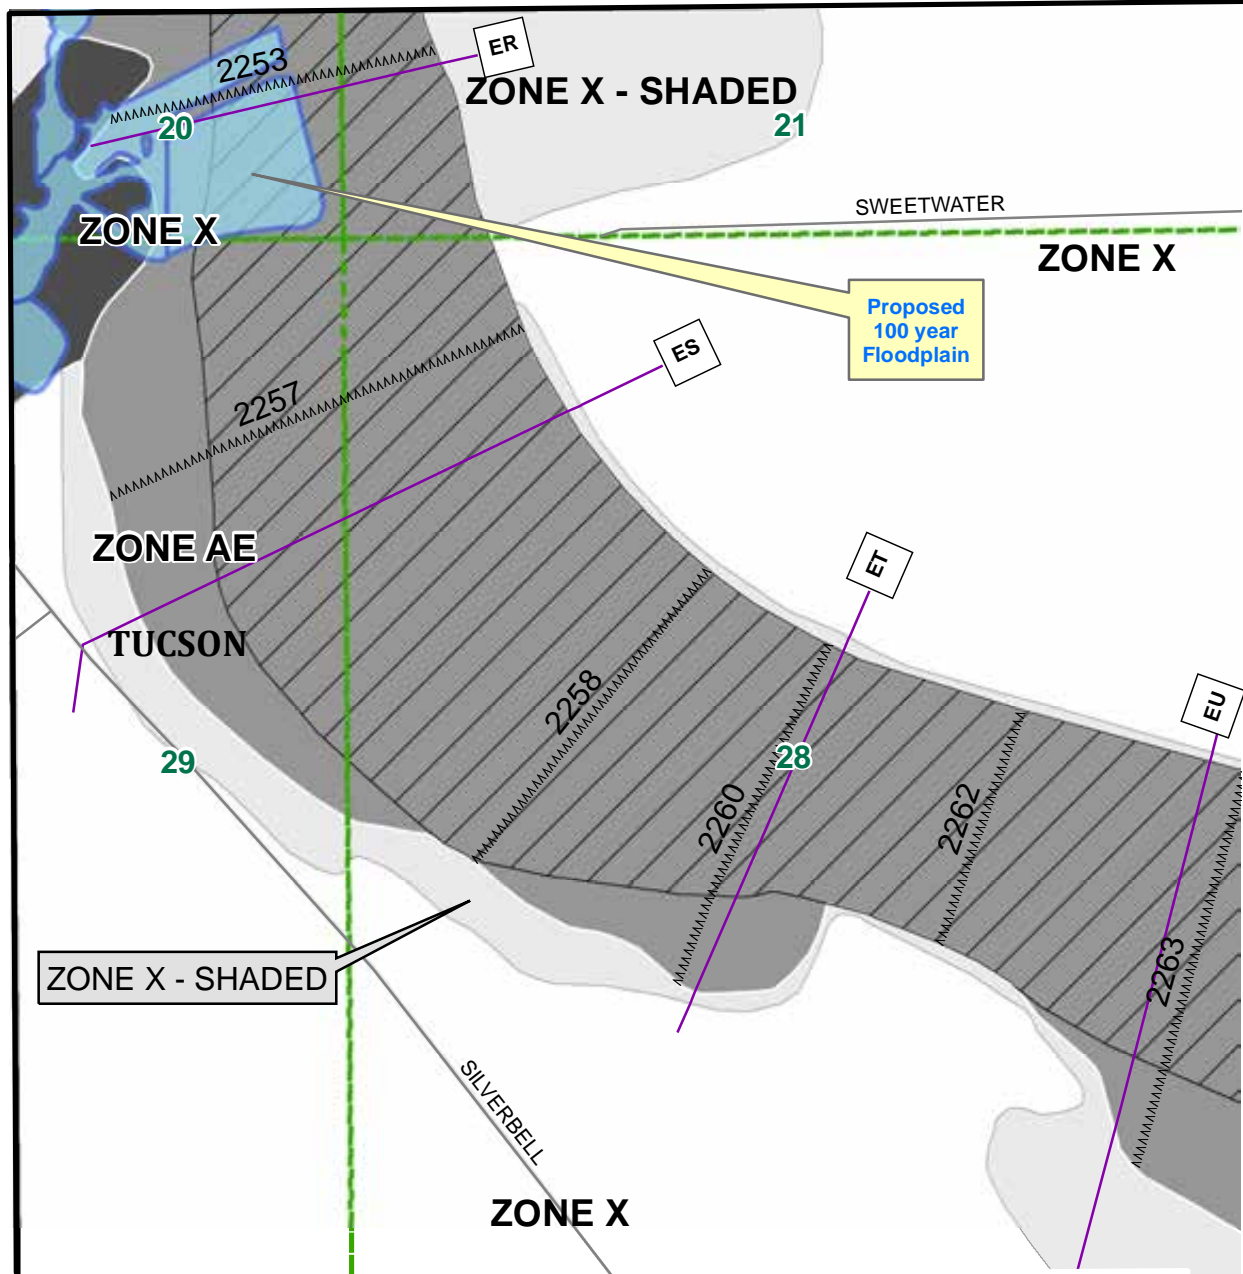 ER
2253
ZONE X - SHADED
20
21
SWEETWATER
ZONE X
ZONE X
Proposed
100 year
Floodplain
ES
2257
ZONE AE
ET
TUCSON
2258
EU
29
28
2260
2262
ZONE X - SHADED
2263
SILVERBELL
ZONE X